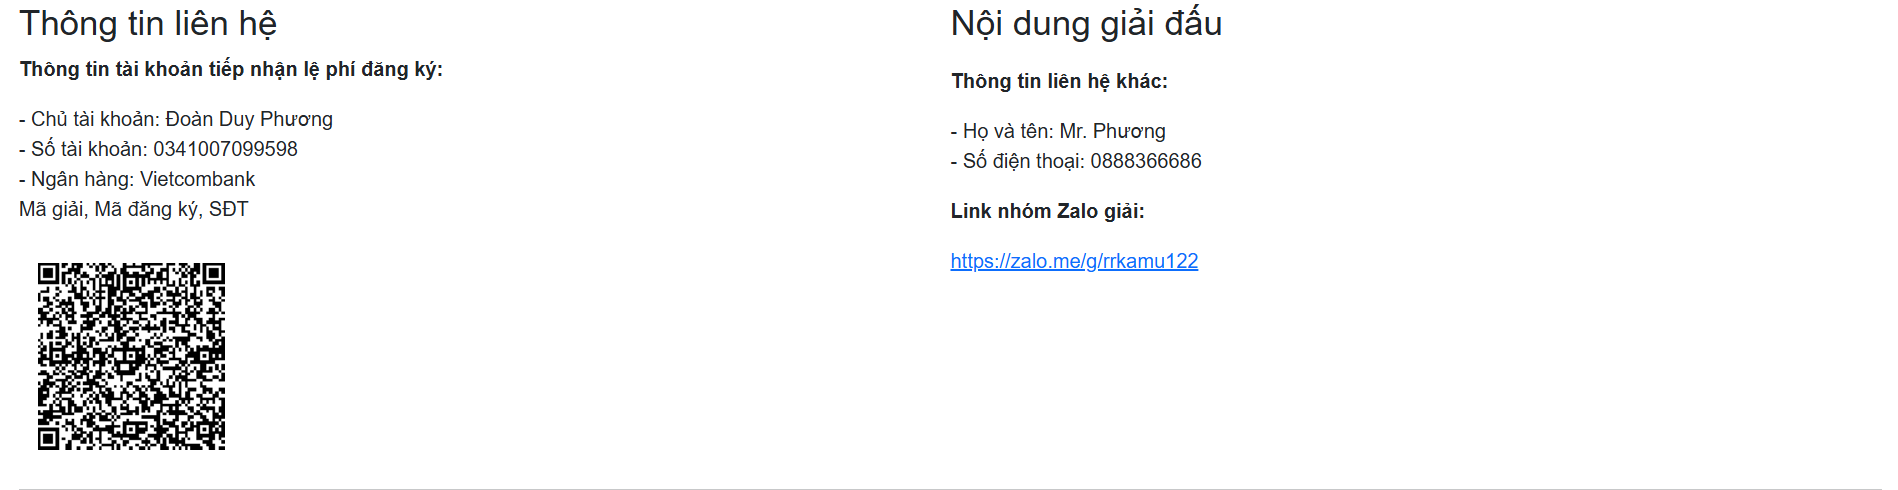 Thông tin liên hệ
Thông tin tài khoản tiếp nhận lệ phí đăng ký:
- Chủ tài khoản: Đoàn Duy Phương
- Số tài khoản: 0341007099598
- Ngân hàng: Vietcombank
Mã giải, Mã đăng ký, SĐT
Nội dung giải đấu
Thông tin liên hệ khác:
- Họ và tên: Mr. Phương
- Số điện thoại: 0888366686
Link nhóm Zalo giải:
https://zalo.me/g/rrkamu122